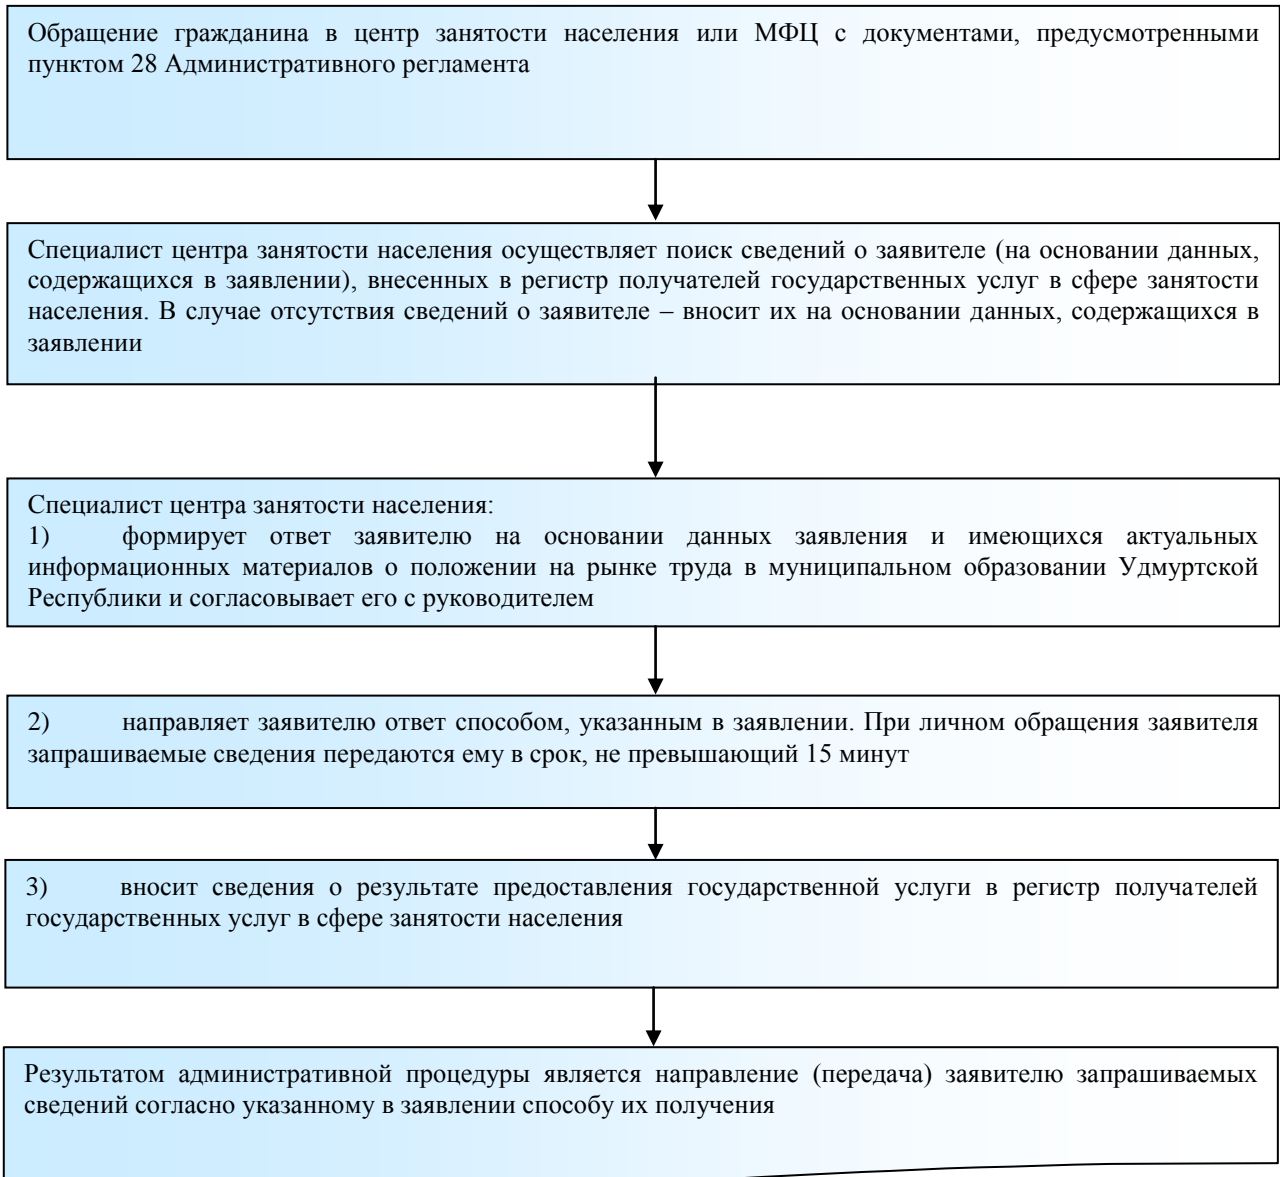 Обращение гражданина в центр занятости населения или МФЦ с документами, предусмотренными
пунктом 28 Административного регламента
Специалист центра занятости населения осуществляет поиск сведений о заявителе (на основании данных,
содержащихся в заявлении), внесенных в регистр получателей государственных услуг в сфере занятости
населения. В случае отсутствия сведений о заявителе – вносит их на основании данных, содержащихся в
заявлении
Специалист центра занятости населения:
1) формирует ответ заявителю на основании данных заявления и имеющихся актуальных
информационных материалов о положении на рынке труда в муниципальном образовании Удмуртской
Республики и согласовывает его с руководителем
2) направляет заявителю ответ способом, указанным в заявлении. При личном обращения заявителя
запрашиваемые сведения передаются ему в срок, не превышающий 15 минут
3) вносит сведения о результате предоставления государственной услуги в регистр получателей
государственных услуг в сфере занятости населения
Результатом административной процедуры является направление (передача) заявителю запрашиваемых
сведений согласно указанному в заявлении способу их получения